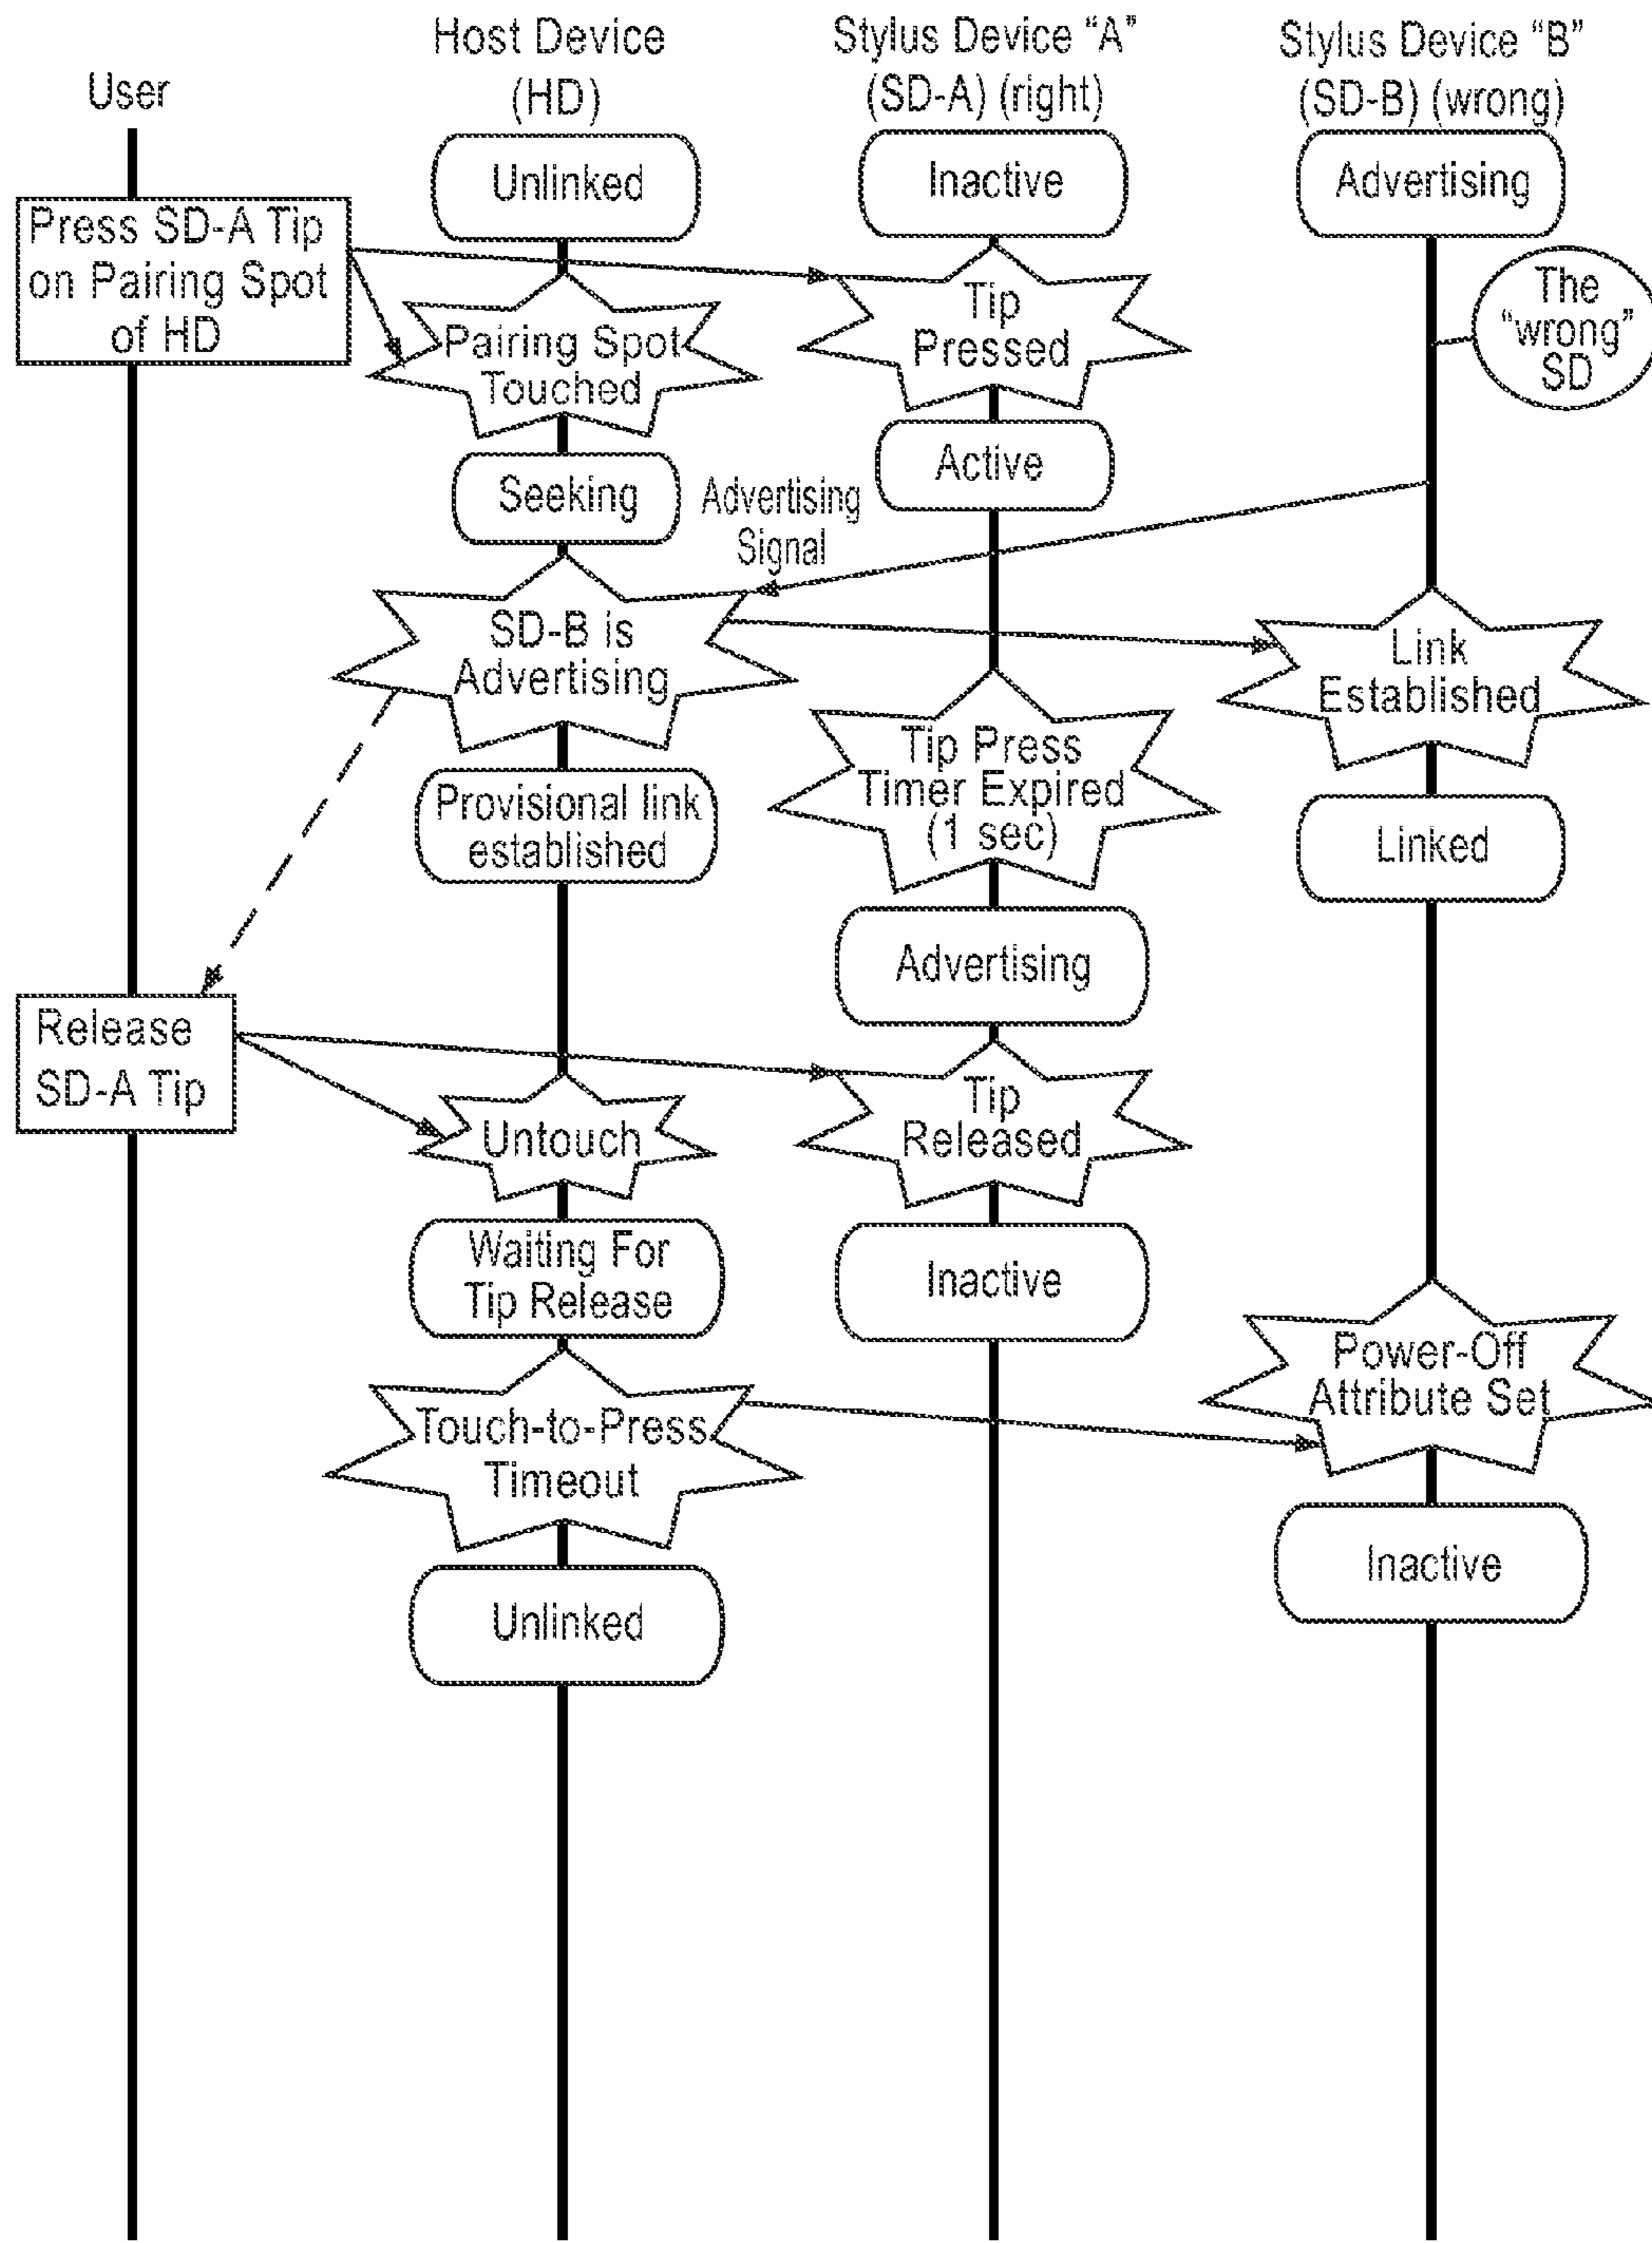 User
Host Device
(HD)
Stylus Device “A”
(SD-A) (right)
Stylus Device “B”
(SD-B) (wrong)
Unlinked
Inactive
Advertising
Press SD-A Tip
on Pairing Spot
of HD
Pairing Spot
Touched
Tip
Pressed
The
“wrong”
SD
Seeking
Active
Advertising
Signal
SD-B is
Advertising
Link
Established
Tip Press
Timer Expired
(1 sec)
Provisional link
established
Linked
Advertising
Release
SD-A Tip
Untouch
Tip
Released
Waiting For
Tip Release
Inactive
Power-Off
Attribute Set
Touch-to-Press
Timeout
Inactive
Unlinked